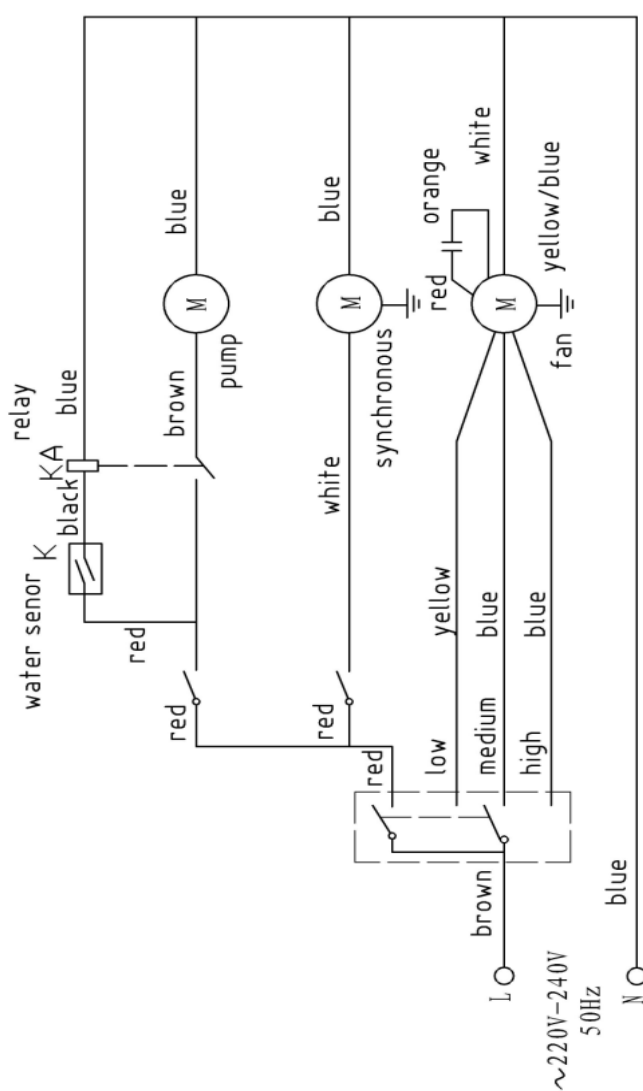 relay
water senor
K
black
KA
blue
red
red
brown
M
pump
blue
red
white
M
synchronous
blue
red
low
yellow
medium
blue
high
blue
red
orange
M
fan
white
yellow/blue
L
brown
~220V-240V
50Hz
N
blue